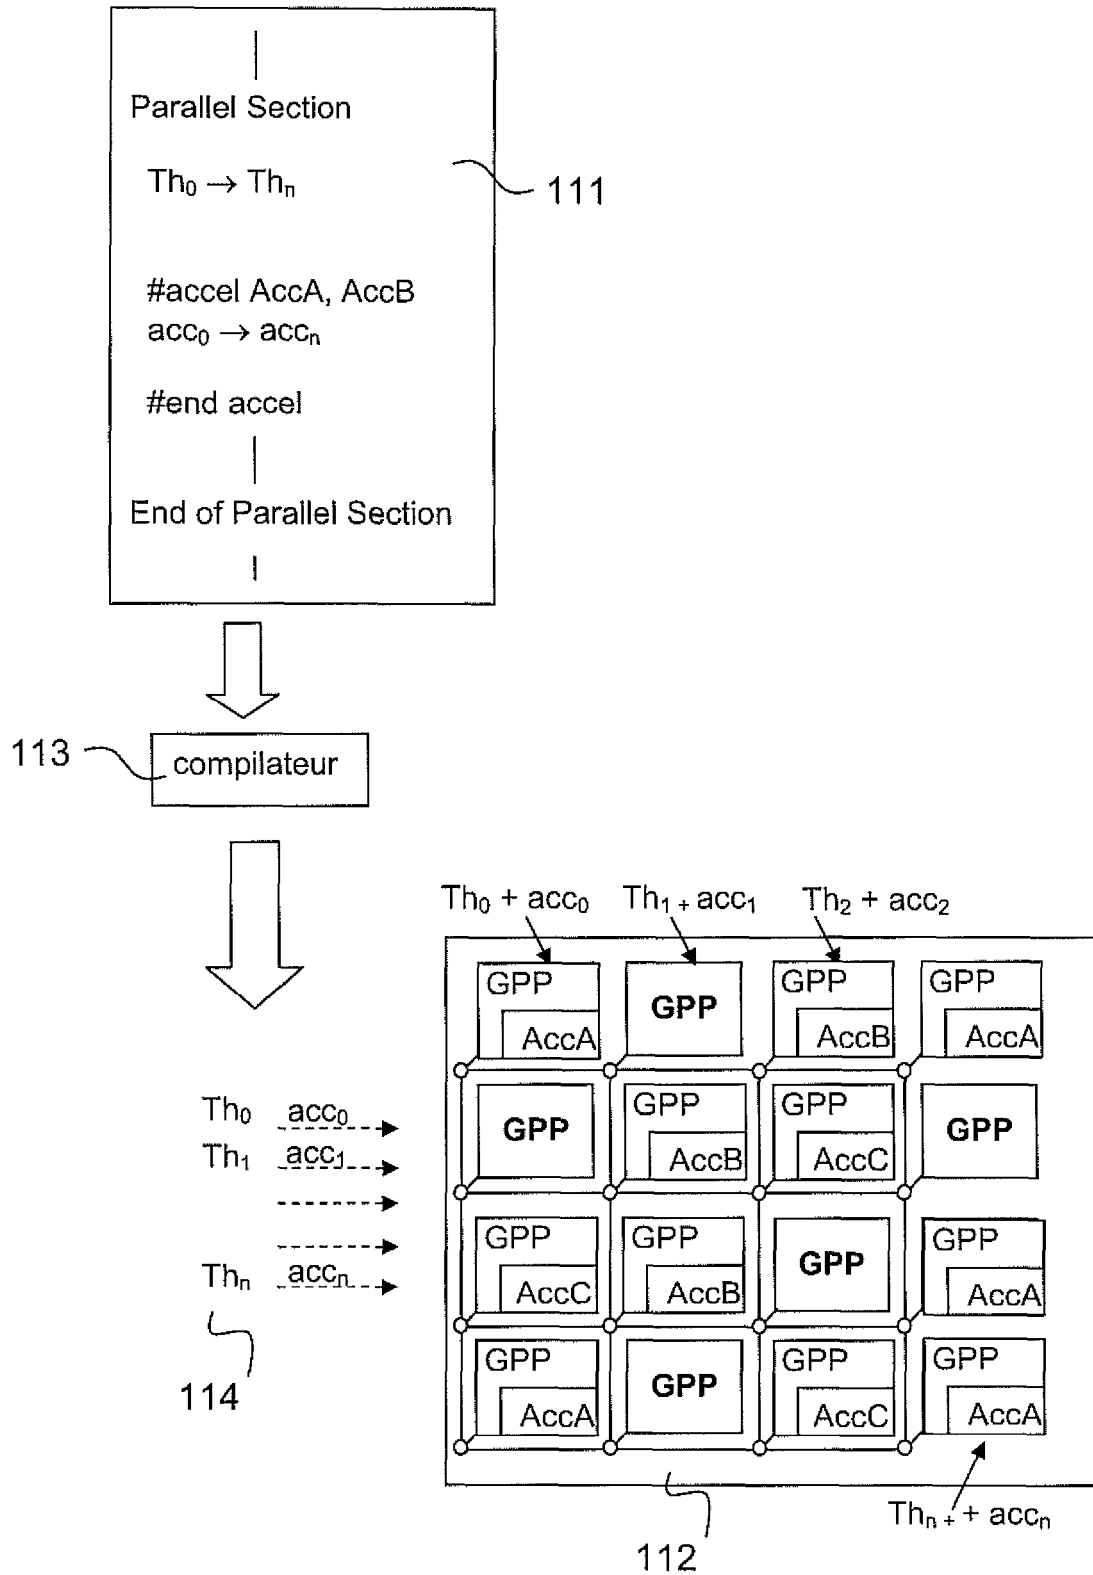 Parallel Section
Th₀ → Thₙ
111
#accel AccA, AccB
acc₀ → accₙ
#end accel
End of Parallel Section
113
compilateur
Th₀ + acc₀ Th₁ + acc₁ Th₂ + acc₂
GPP GPP GPP GPP
AccA AccB AccA
Th₀ acc₀
Th₁ acc₁
GPP GPP GPP GPP
AccB AccC
Thₙ accₙ
GPP GPP GPP GPP
AccC AccB AccA
114
GPP GPP GPP GPP
AccA AccC AccA
Thₙ + + accₙ
112